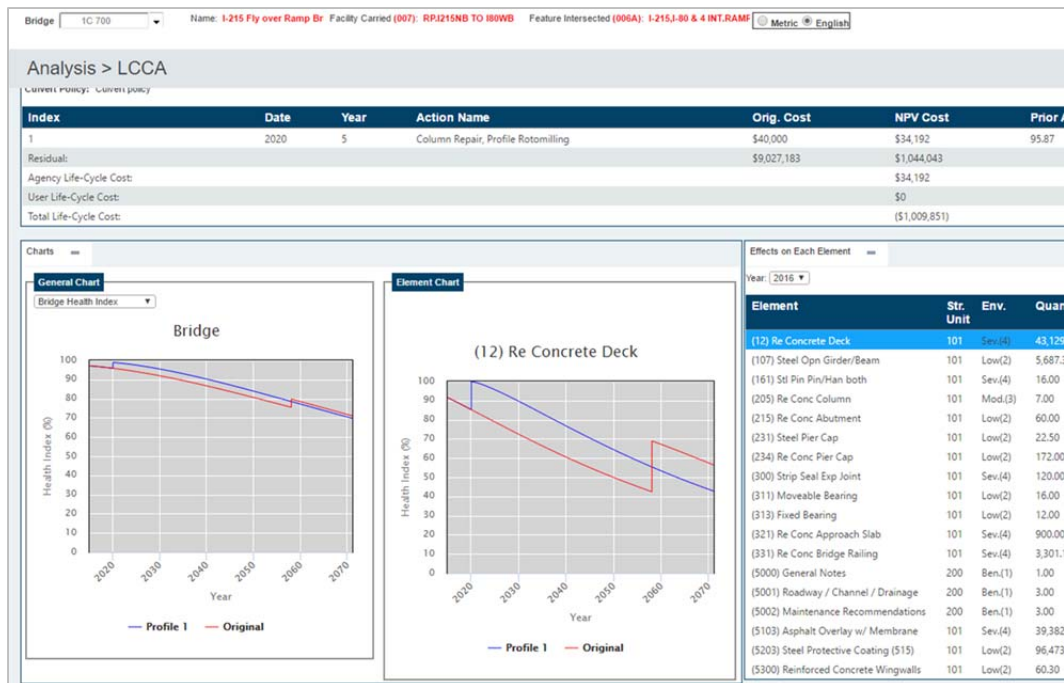 Bridge 1C 700 Name: I-215 Fly over Ramp Br Facility Carried (007): RP.I215NB TO I80WB Feature Intersected (006A): I-215,I-80 & 4 INT.RAMF Metric English
Analysis > LCCA
Culvert Policy: Culvert policy
Index Date Year Action Name Orig. Cost NPV Cost Prior A
1 2020 5 Column Repair, Profile Rotomilling $40,000 $34,192 95.87
Residual: $9,027,183 $1,044,043
Agency Life-Cycle Cost: $34,192
User Life-Cycle Cost: $0
Total Life-Cycle Cost: ($1,009,851)
Charts
General Chart
Bridge Health Index
Bridge
100
90
80
70
60
50
40
30
20
10
0
Health Index (%)
2020 2030 2040 2050 2060 2070
Year
Profile 1 Original
Element Chart
(12) Re Concrete Deck
100
90
80
70
60
50
40
30
20
10
0
Health Index (%)
2020 2030 2040 2050 2060 2070
Year
Profile 1 Original
Effects on Each Element
Year: 2016
Element Str. Unit Env. Quan
(12) Re Concrete Deck 101 Sev.(4) 43,129
(107) Steel Opn Girder/Beam 101 Low(2) 5,687.3
(161) Stl Pin Pin/Han both 101 Sev.(4) 16.00
(205) Re Conc Column 101 Mod.(3) 7.00
(215) Re Conc Abutment 101 Low(2) 60.00
(231) Steel Pier Cap 101 Low(2) 22.50
(234) Re Conc Pier Cap 101 Low(2) 172.00
(300) Strip Seal Exp Joint 101 Sev.(4) 120.00
(311) Moveable Bearing 101 Low(2) 16.00
(313) Fixed Bearing 101 Low(2) 12.00
(321) Re Conc Approach Slab 101 Sev.(4) 900.00
(331) Re Conc Bridge Railing 101 Sev.(4) 3,301.
(5000) General Notes 200 Ben.(1) 1.00
(5001) Roadway / Channel / Drainage 200 Ben.(1) 3.00
(5002) Maintenance Recommendations 200 Ben.(1) 3.00
(5103) Asphalt Overlay w/ Membrane 101 Sev.(4) 39,382
(5203) Steel Protective Coating (515) 101 Low(2) 96,473
(5300) Reinforced Concrete Wingwalls 101 Low(2) 60.30